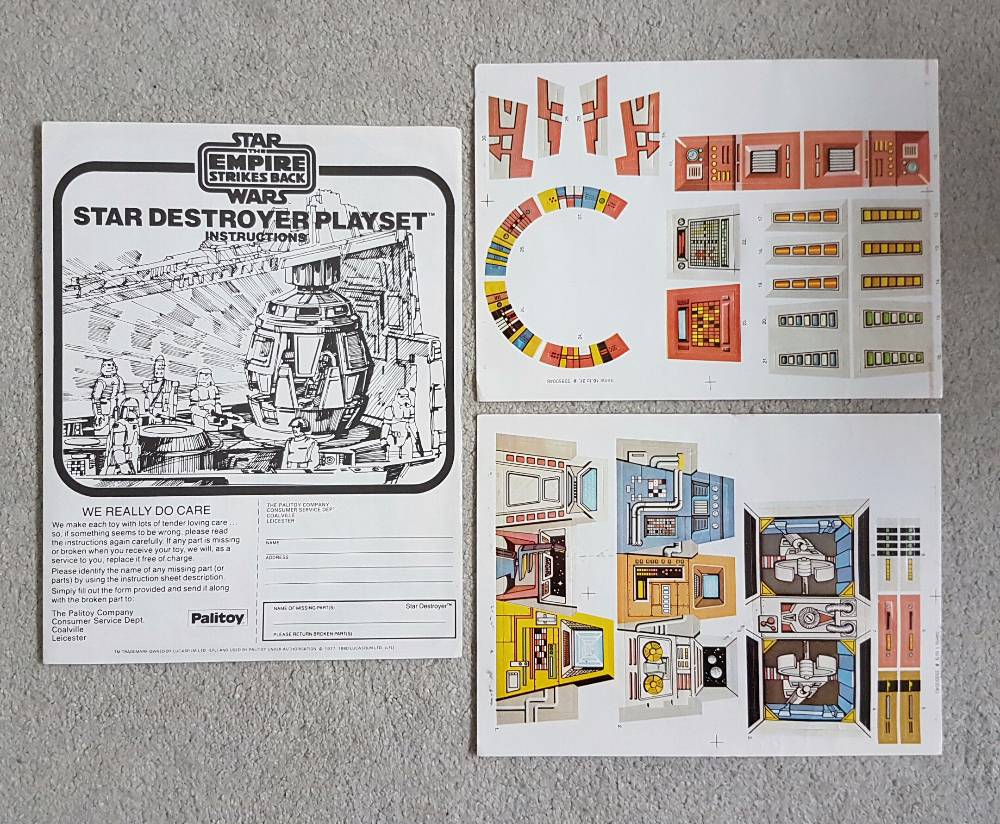 STAR
THE
EMPIRE
STRIKES BACK
WARS
STAR DESTROYER PLAYSET™
INSTRUCTIONS
WE REALLY DO CARE
We make each toy with lots of tender loving care ...
so, if something seems to be wrong, please read
the instructions again carefully. If any part is missing
or broken when you receive your toy, we will, as a
service to you, replace it free of charge.
Please identify the name of any missing part (or
parts) by using the instruction sheet description.
Simply fill out the form provided and send it along
with the broken part to:
The Palitoy Company
Consumer Service Dept.
Coalville
Leicester
Palitoy
THE PALITOY COMPANY
CONSUMER SERVICE DEPT
COALVILLE
LEICESTER
NAME
ADDRESS
NAME OF MISSING PART(S)
Star Destroyer™
PLEASE RETURN BROKEN PART(S)